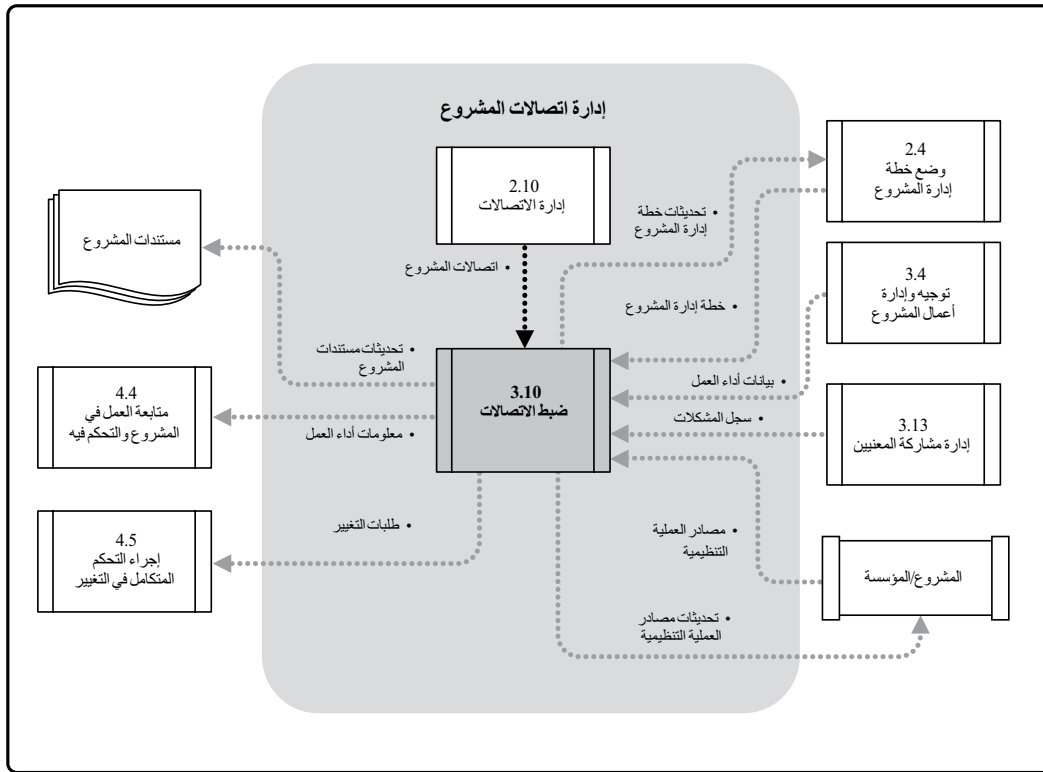 إدارة اتصالات المشروع
2.10
إدارة الاتصالات
2.4
وضع خطة
إدارة المشروع
• تحديثات خطة
إدارة المشروع
مستندات المشروع
• اتصالات المشروع
3.4
توجيه وإدارة
أعمال المشروع
• خطة إدارة المشروع
• تحديثات مستندات
المشروع
3.10
ضبط الاتصالات
• بيانات أداء العمل
4.4
متابعة العمل في
المشروع والتحكم فيه
• سجل المشكلات
3.13
إدارة مشاركة المعنيين
• معلومات أداء العمل
• طلبات التغيير
• مصادر العملية
التنظيمية
4.5
إجراء التحكم
المتكامل في التغيير
المشروع/المؤسسة
• تحديثات مصادر
العملية التنظيمية